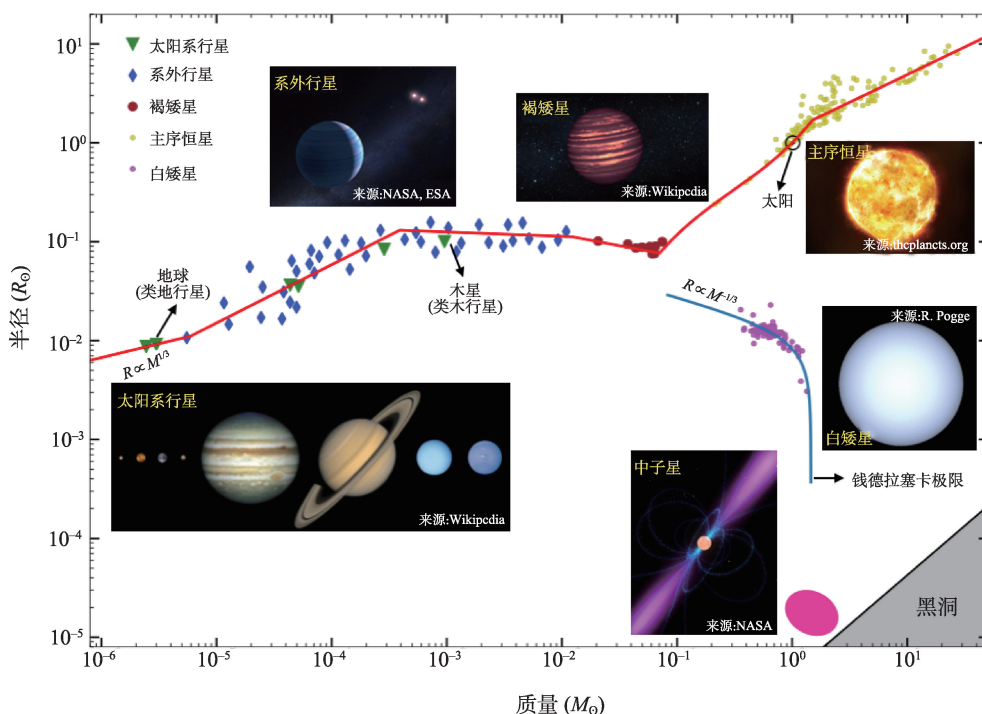 10¹
10⁰
10⁻¹
10⁻²
10⁻³
10⁻⁴
10⁻⁵
半径 (R⊙)
太阳系行星
系外行星
褐矮星
主序恒星
白矮星
系外行星
来源:NASA, ESA
褐矮星
来源:Wikipcdia
太阳
主序恒星
来源:thcplancts.org
地球
(类地行星)
木星
(类木行星)
R∝M^1/3
R∝M^-1/3
来源:R. Pogge
白矮星
太阳系行星
来源:Wikipcdia
中子星
来源:NASA
钱德拉塞卡极限
黑洞
10⁻⁶
10⁻⁵
10⁻⁴
10⁻³
10⁻²
10⁻¹
10⁰
10¹
质量 (M⊙)